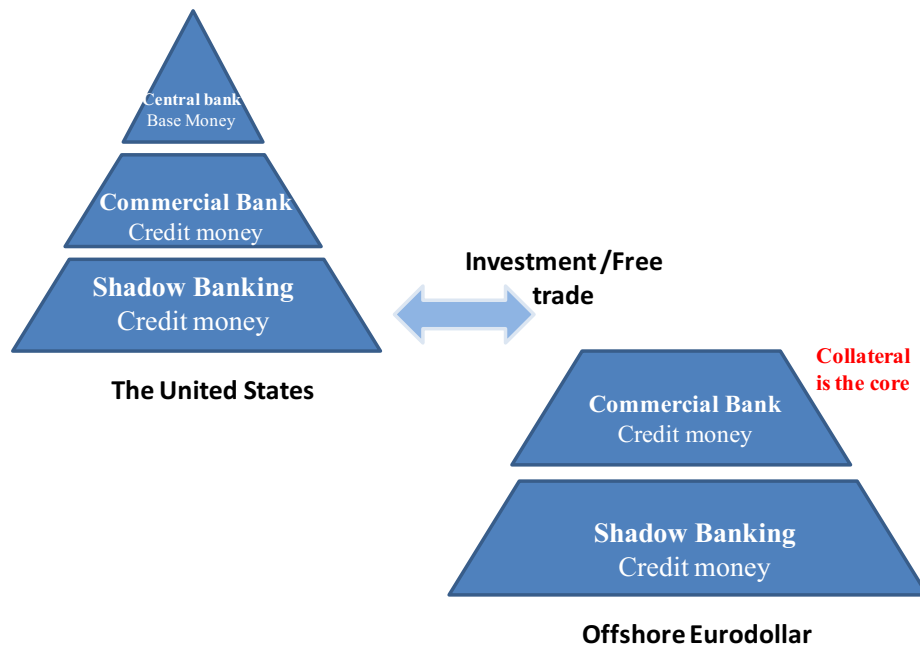 Central bank
Base Money
Commercial Bank
Credit money
Shadow Banking
Credit money
The United States
Investment /Free
trade
Collateral
is the core
Commercial Bank
Credit money
Shadow Banking
Credit money
Offshore Eurodollar